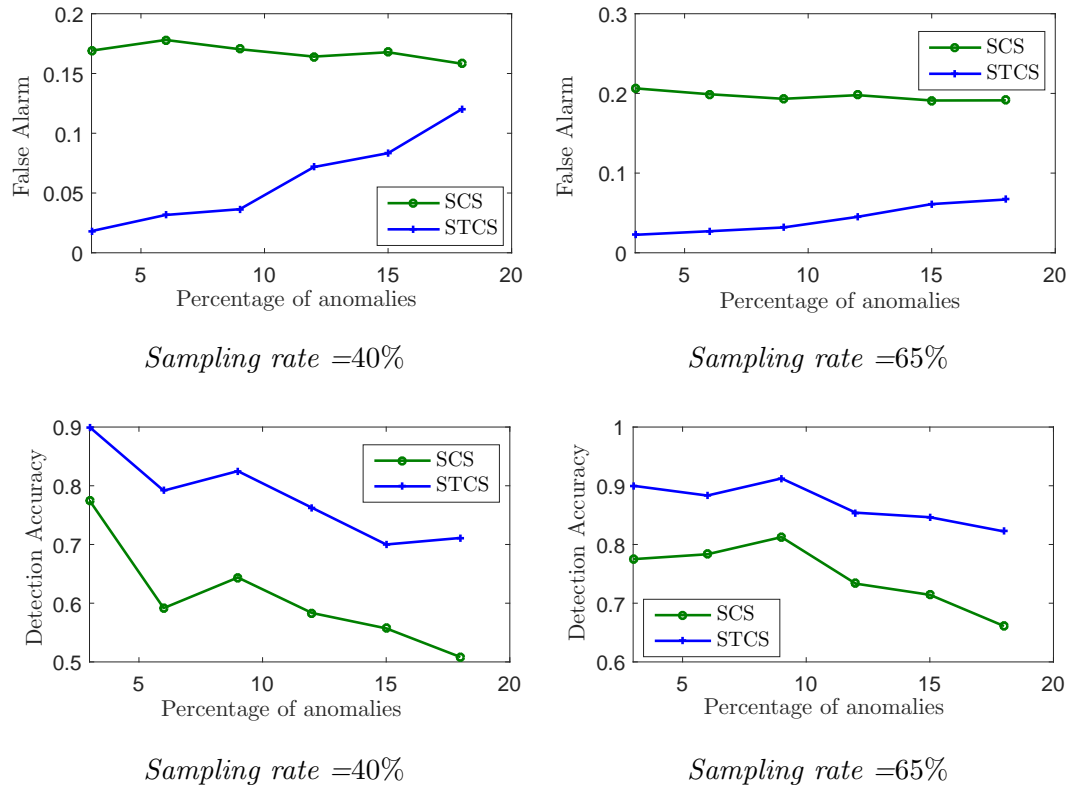 0.2
0.15
0.1
0.05
0
False Alarm
SCS
STCS
5
10
15
20
Percentage of anomalies
Sampling rate =40%
0.3
0.2
0.1
0
False Alarm
SCS
STCS
5
10
15
20
Percentage of anomalies
Sampling rate =65%
0.9
0.8
0.7
0.6
0.5
Detection Accuracy
SCS
STCS
5
10
15
20
Percentage of anomalies
Sampling rate =40%
1
0.9
0.8
0.7
0.6
Detection Accuracy
SCS
STCS
5
10
15
20
Percentage of anomalies
Sampling rate =65%